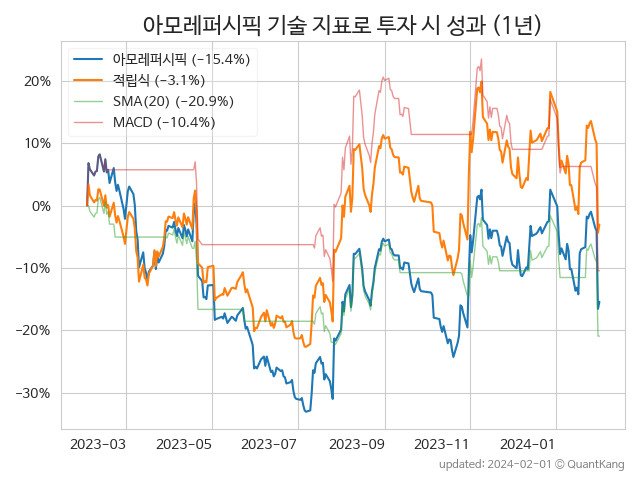 아모레퍼시픽 기술 지표로 투자 시 성과 (1년)
아모레퍼시픽 (−15.4%)
적립식 (−3.1%)
SMA(20) (−20.9%)
MACD (−10.4%)
20%
10%
0%
−10%
−20%
−30%
2023-03 2023-05 2023-07 2023-09 2023-11 2024-01
updated: 2024-02-01 © QuantKang